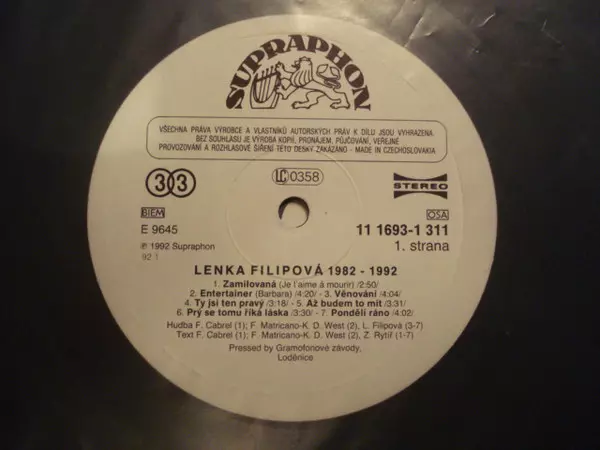 SUPRAPHON
VŠECHNA PRÁVA VÝROBCE A VLASTNÍKŮ AUTORSKÝCH PRÁV K DÍLU JSOU VYHRAZENA
BEZ SOUHLASU JE VÝROBA KOPIÍ, PRONÁJEM, PŮJČOVÁNÍ, VEŘEJNÉ
PROVOZOVÁNÍ A ROZHLASOVÉ ŠÍŘENÍ TÉTO DESKY ZAKÁZÁNO - MADE IN CZECHOSLOVAKIA
33
LC 0358
STEREO
BIEM
OSA
E 9645
11 1693-1 311
℗ 1992 Supraphon
1. strana
92 1
LENKA FILIPOVÁ 1982 - 1992
1. Zamilovaná (Je t'aime à mourir) /2:50/
2. Entertainer (Barbara) /4:20/ - 3. Věnování /4:04/
4. Ty jsi ten pravý /3:18/ - 5. Až budem to mít /3:31/
6. Prý se tomu říká láska /3:30/ - 7. Pondělí ráno /4:02/
Hudba F. Cabrel (1); F. Matricano-K. D. West (2), L. Filipová (3-7)
Text F. Cabrel (1); F. Matricano-K. D. West (2), Z. Rytíř (1-7)
Pressed by Gramofonové závody,
Loděnice